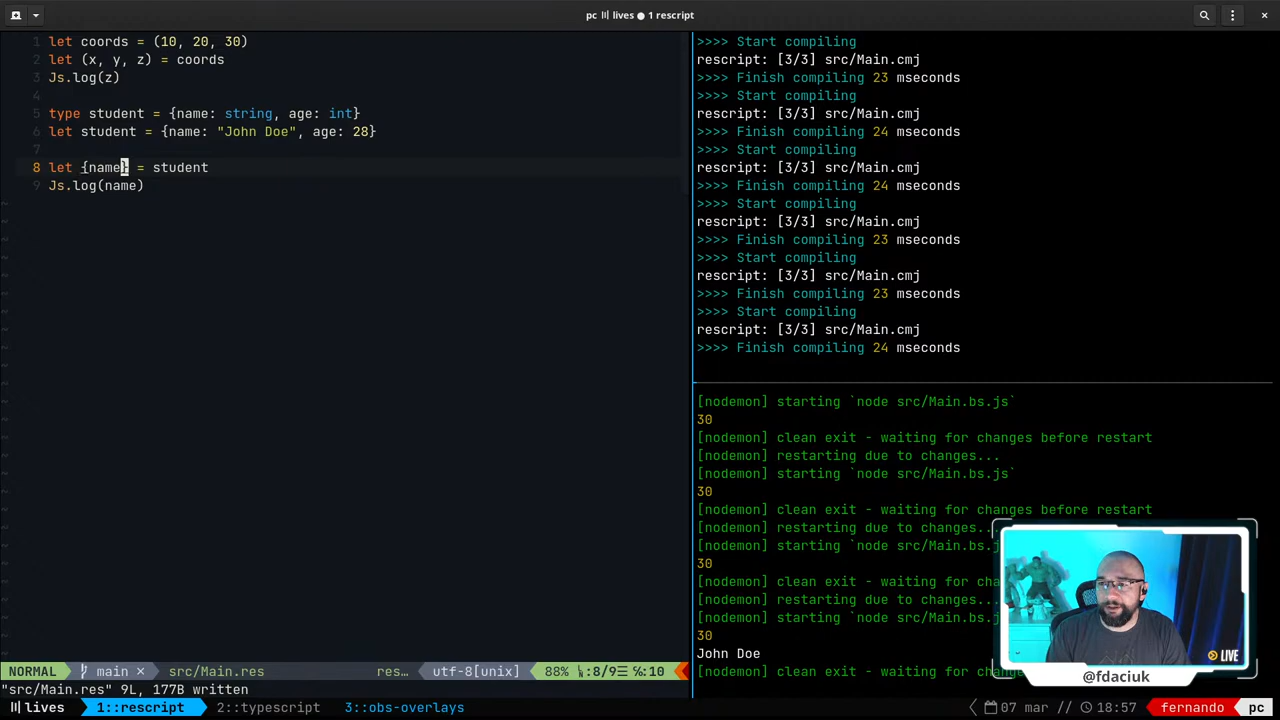 pc lives ● 1 rescript
1 let coords = (10, 20, 30)
2 let (x, y, z) = coords
3 Js.log(z)
4
5 type student = {name: string, age: int}
6 let student = {name: "John Doe", age: 28}
7
8 let {name} = student
9 Js.log(name)
NORMAL main × src/Main.res res… utf-8[unix] 88% :8/9☰ ℅:10
"src/Main.res" 9L, 177B written
>>>> Start compiling
rescript: [3/3] src/Main.cmj
>>>> Finish compiling 23 mseconds
>>>> Start compiling
rescript: [3/3] src/Main.cmj
>>>> Finish compiling 24 mseconds
>>>> Start compiling
rescript: [3/3] src/Main.cmj
>>>> Finish compiling 24 mseconds
>>>> Start compiling
rescript: [3/3] src/Main.cmj
>>>> Finish compiling 23 mseconds
>>>> Start compiling
rescript: [3/3] src/Main.cmj
>>>> Finish compiling 23 mseconds
>>>> Start compiling
rescript: [3/3] src/Main.cmj
>>>> Finish compiling 24 mseconds
[nodemon] starting `node src/Main.bs.js`
30
[nodemon] clean exit - waiting for changes before restart
[nodemon] restarting due to changes...
[nodemon] starting `node src/Main.bs.js`
30
[nodemon] clean exit - waiting for changes before restart
[nodemon] restarting due to changes..
[nodemon] starting `node src/Main.bs.j
30
[nodemon] clean exit - waiting for cha
[nodemon] restarting due to changes...
[nodemon] starting `node src/Main.bs.j
30
John Doe
[nodemon] clean exit - waiting for chang
LIVE
@fdaciuk
lives 1::rescript 2::typescript 3::obs-overlays 07 mar 18:57 fernando pc